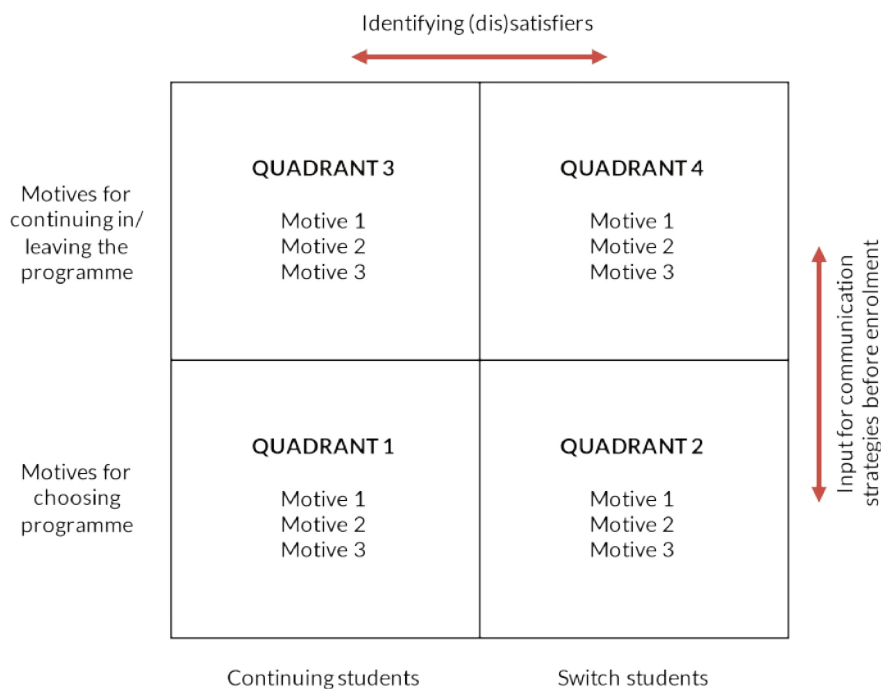 Identifying (dis)satisfiers
Motives for
continuing in/
leaving the
programme
QUADRANT 3
Motive 1
Motive 2
Motive 3
QUADRANT 4
Motive 1
Motive 2
Motive 3
Input for communication
strategies before enrolment
Motives for
choosing
programme
QUADRANT 1
Motive 1
Motive 2
Motive 3
QUADRANT 2
Motive 1
Motive 2
Motive 3
Continuing students
Switch students